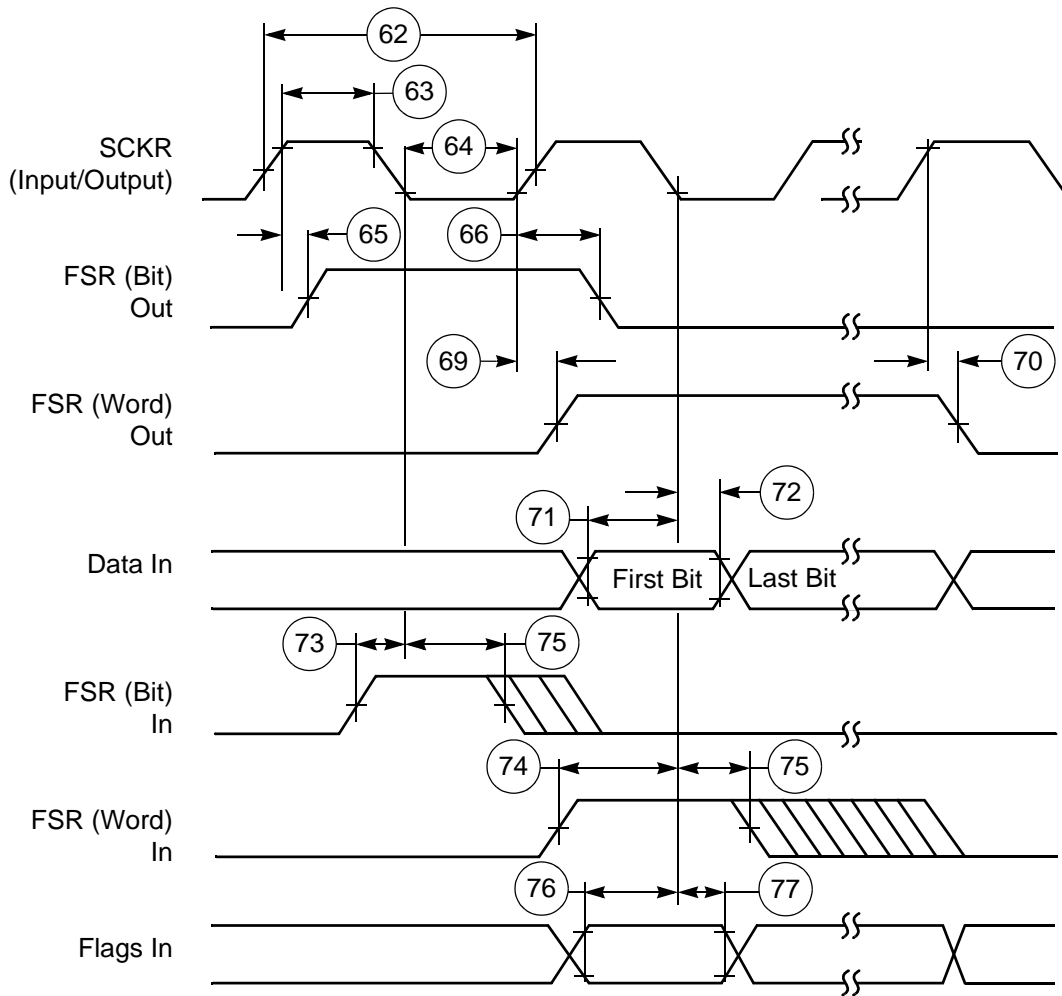 62
63
SCKR
64
(Input/Output)
65
66
FSR (Bit)
Out
69
70
FSR (Word)
Out
71
72
Data In
First Bit
Last Bit
73
75
FSR (Bit)
In
74
75
FSR (Word)
In
76
77
Flags In